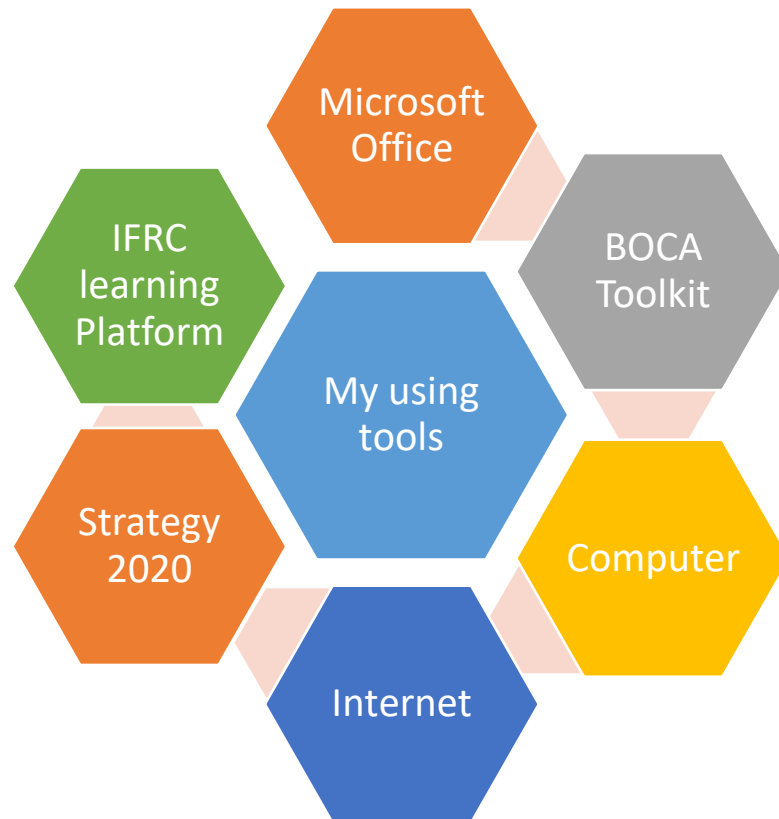 Microsoft
Office
BOCA
Toolkit
Computer
Internet
Strategy
2020
IFRC
learning
Platform
My using
tools